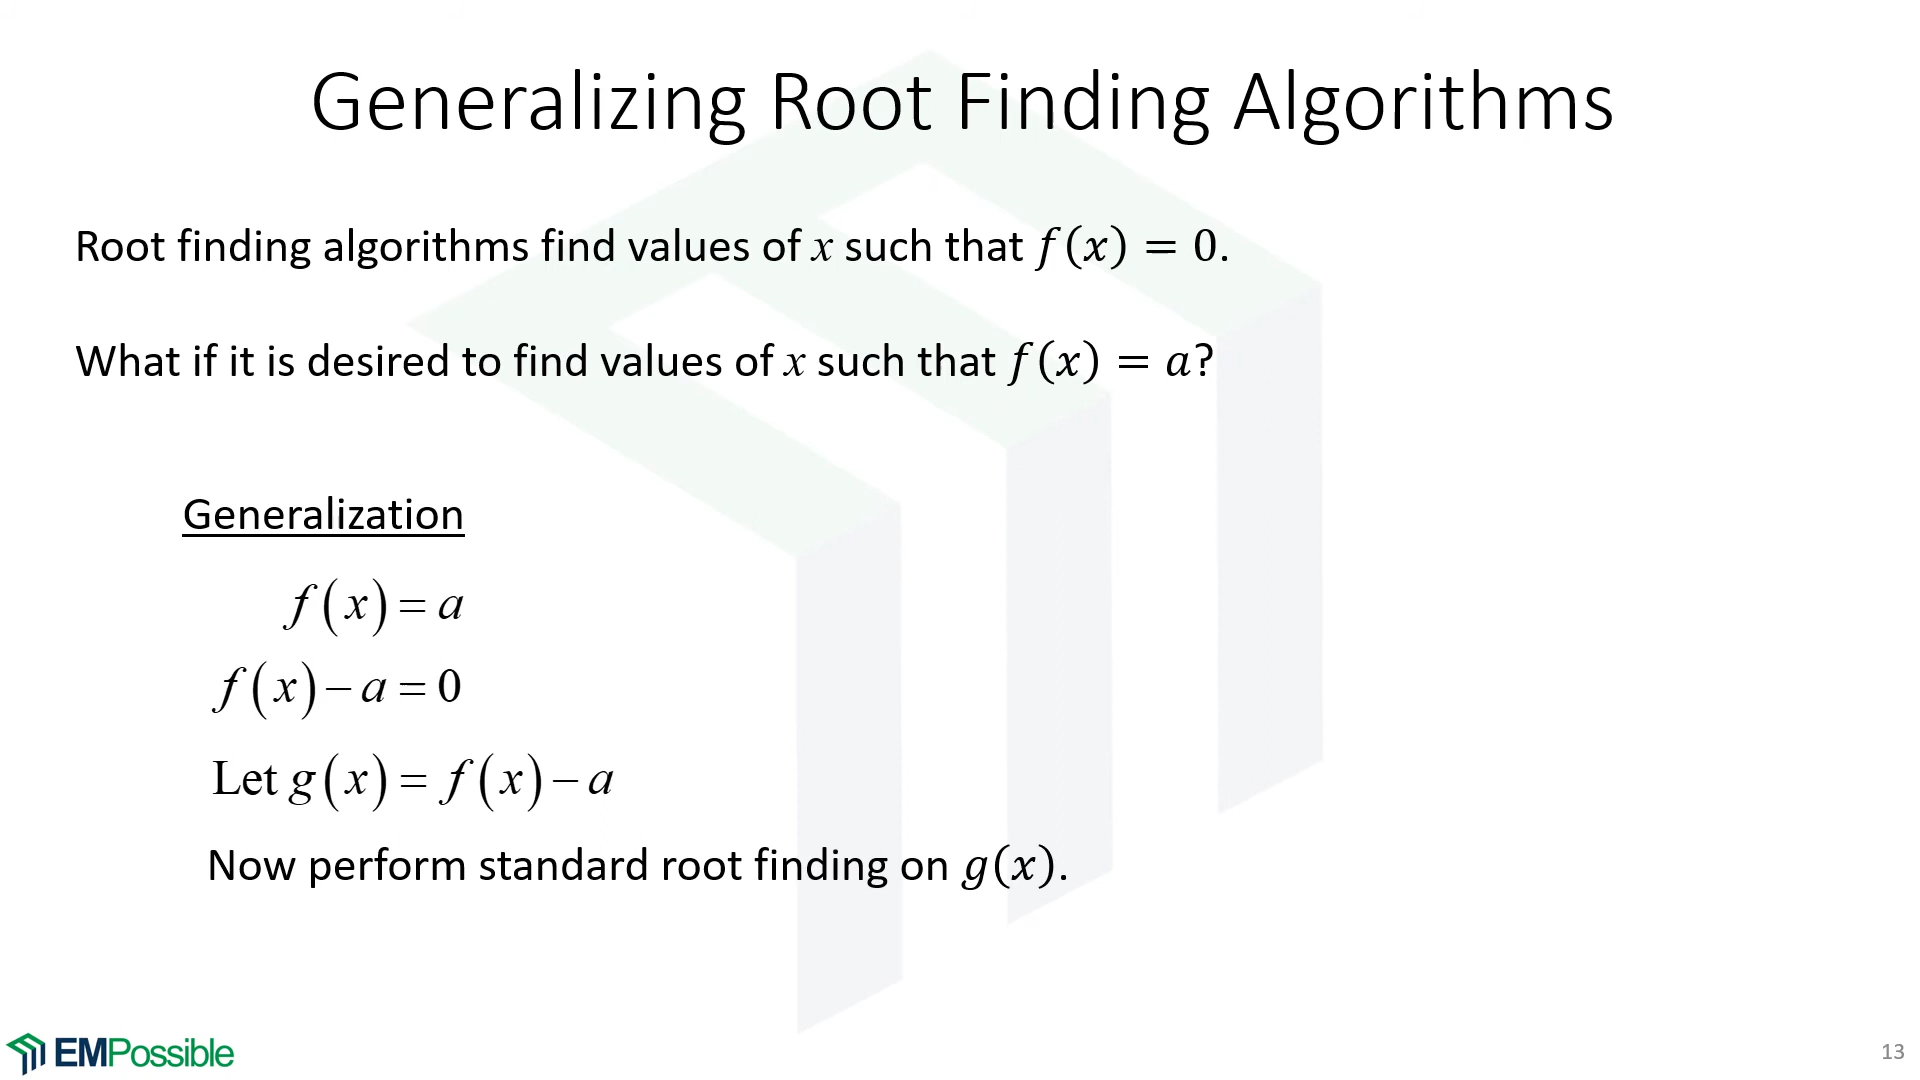 Generalizing Root Finding Algorithms
Root finding algorithms find values of x such that f(x) = 0.
What if it is desired to find values of x such that f(x) = a?
Generalization
f(x) = a
f(x) − a = 0
Let g(x) = f(x) − a
Now perform standard root finding on g(x).
EMPossible
13